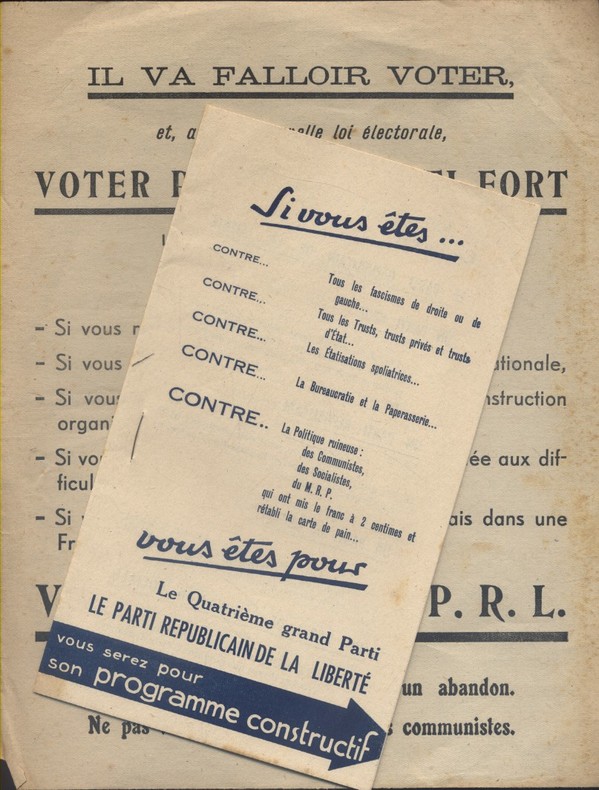 IL VA FALLOIR VOTER,
et, a elle loi électorale,
VOTER FORT
- Si vous
- Si vous ationale,
- Si vous nstruction
organi
- Si vou ée aux dif-
ficul
- Si ais dans une
Fr
P. R. L.
un abandon.
Ne pas communistes.
Si vous êtes ...
CONTRE... Tous les fascismes de droite ou de
gauche...
CONTRE... Tous les Trusts, trusts privés et trusts
d'État...
CONTRE... Les Étatisations spoliatrices...
CONTRE... La Bureaucratie et la Paperasserie...
CONTRE.. La Politique ruineuse :
des Communistes,
des Socialistes,
du M. R. P.
qui ont mis le franc à 2 centimes et
rétabli la carte de pain...
vous êtes pour
Le Quatrième grand Parti
LE PARTI REPUBLICAIN DE LA LIBERTÉ
vous serez pour
son programme constructif